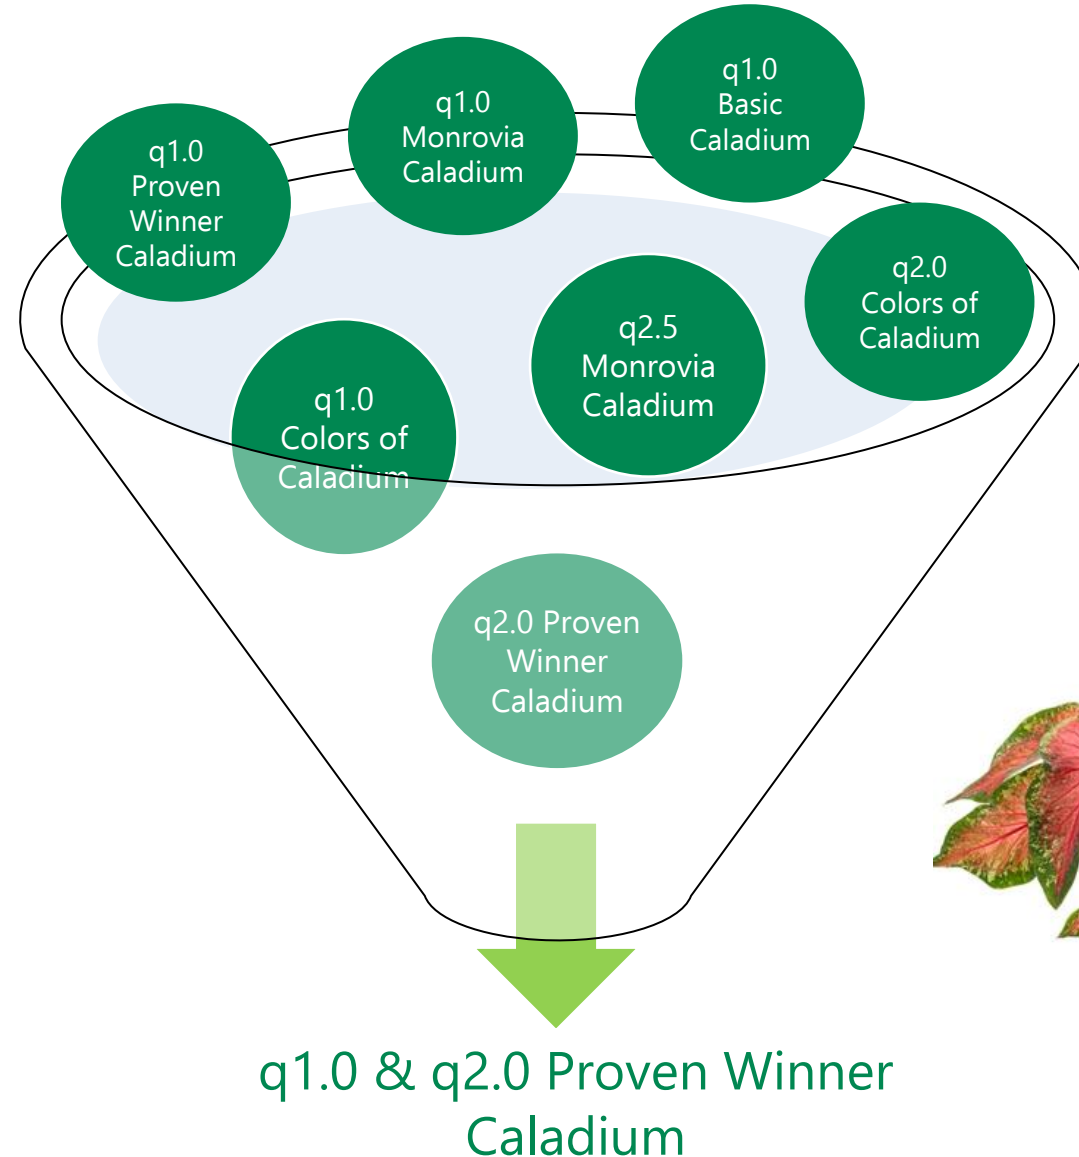 q1.0
Basic
Caladium
q1.0
Monrovia
Caladium
q1.0
Proven
Winner
Caladium
q2.0
Colors of
Caladium
q2.5
Monrovia
Caladium
q1.0
Colors of
Caladium
q2.0 Proven
Winner
Caladium
q1.0 & q2.0 Proven Winner
Caladium